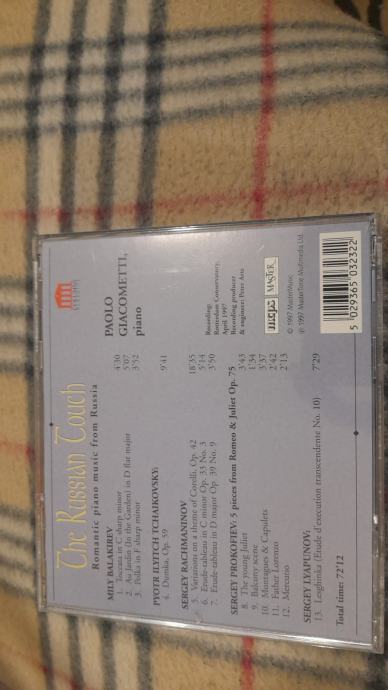 The Russian Touch
Romantic piano music from Russia
MILY BALAKIREV
1. Toccata in C sharp minor 4'30
2. Au Jardin (In the Garden) in D flat major 5'07
3. Dumka in F sharp minor 3'52
PYOTR ILYITCH TCHAIKOVSKY:
4. Dumka, Op. 59 9'41
SERGEY RACHMANINOV
5. Variations on a theme of Corelli, Op. 42 18'35
6. Etude-tableau in C minor Op. 33 No. 3 5'14
7. Etude-tableau in D major Op. 39 No. 9 3'50
SERGEY PROKOFIEV: 5 pieces from Romeo & Juliet Op. 75
8. The young Juliet 3'43
9. Balcony scene 1'34
10. Montagues & Capulets 3'37
11. Father Lorenzo 2'42
12. Mercutio 2'13
SERGEY LYAPUNOV:
13. Lesghinka (Etude d'execution transcendente No. 10) 7'29
Total time: 72'12
PAOLO
GIACOMETTI,
piano
Recording:
Rotterdam Conservatory,
April 1997
Recording producer
& engineer: Peter Arts
mcps
MASTER
© 1997 MasterMusic
℗ 1997 MasterTone Multimedia Ltd.
5 029365 032322